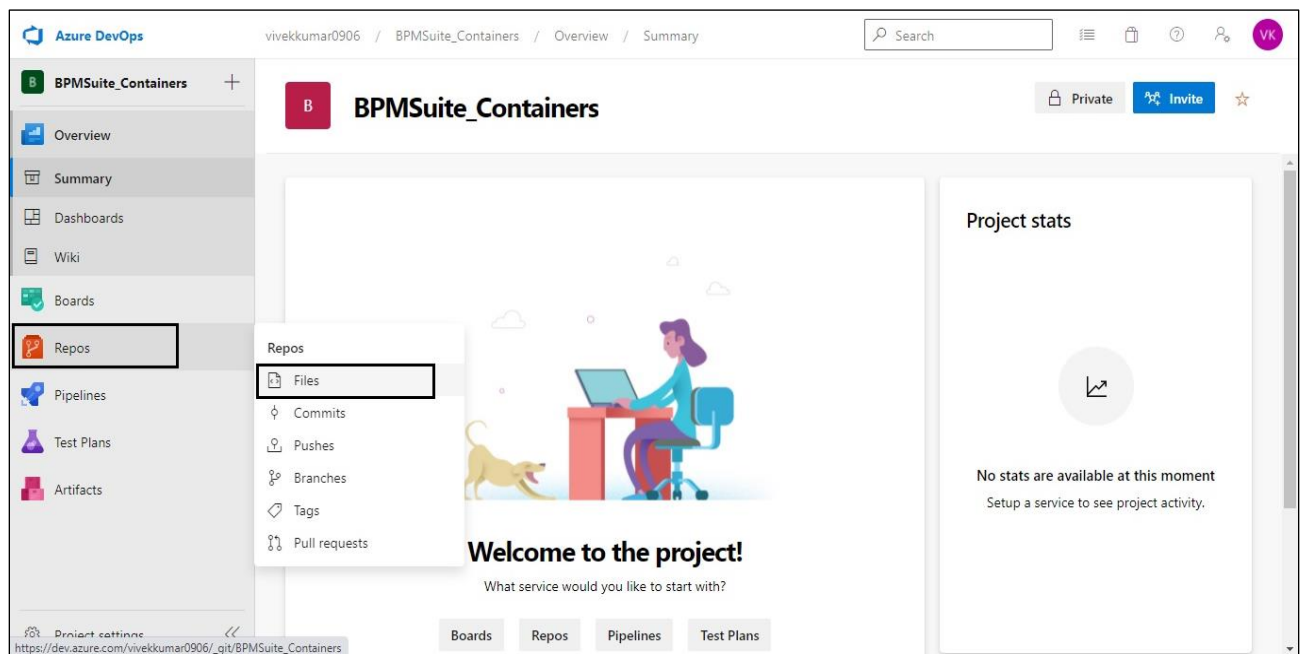 Azure DevOps
vivekkumar0906 / BPMSuite_Containers / Overview / Summary
Search
VK
B BPMSuite_Containers
B BPMSuite_Containers
Private
Invite
Overview
Summary
Dashboards
Wiki
Boards
Repos
Pipelines
Test Plans
Artifacts
Project settings
Repos
Files
Commits
Pushes
Branches
Tags
Pull requests
Welcome to the project!
What service would you like to start with?
Boards Repos Pipelines Test Plans
Project stats
No stats are available at this moment
Setup a service to see project activity.
https://dev.azure.com/vivekkumar0906/_git/BPMSuite_Containers